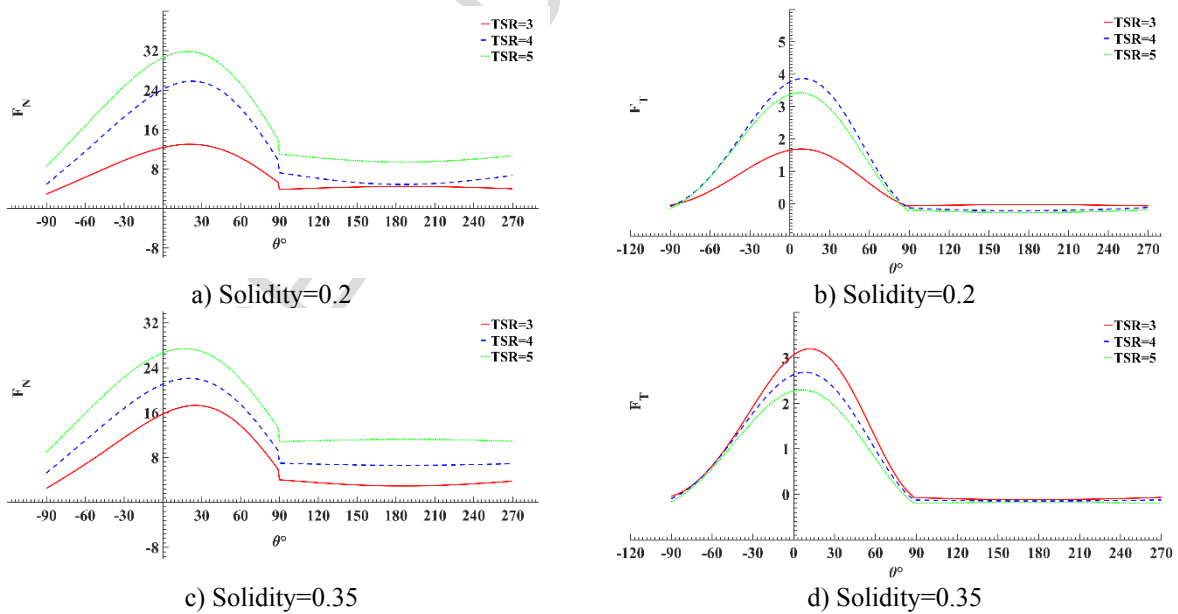 TSR=3
TSR=4
TSR=5
32
24
16
8
-8
F_N
-90 -60 -30 0 30 60 90 120 150 180 210 240 270
θ°
a) Solidity=0.2
TSR=3
TSR=4
TSR=5
6
5
4
3
2
1
0
F_T
-120 -90 -60 -30 0 30 60 90 120 150 180 210 240 270
θ°
b) Solidity=0.2
TSR=3
TSR=4
TSR=5
32
24
16
8
-8
F_N
-90 -60 -30 0 30 60 90 120 150 180 210 240 270
θ°
c) Solidity=0.35
TSR=3
TSR=4
TSR=5
3
2
1
0
F_T
-120 -90 -60 -30 0 30 60 90 120 150 180 210 240 270
θ°
d) Solidity=0.35